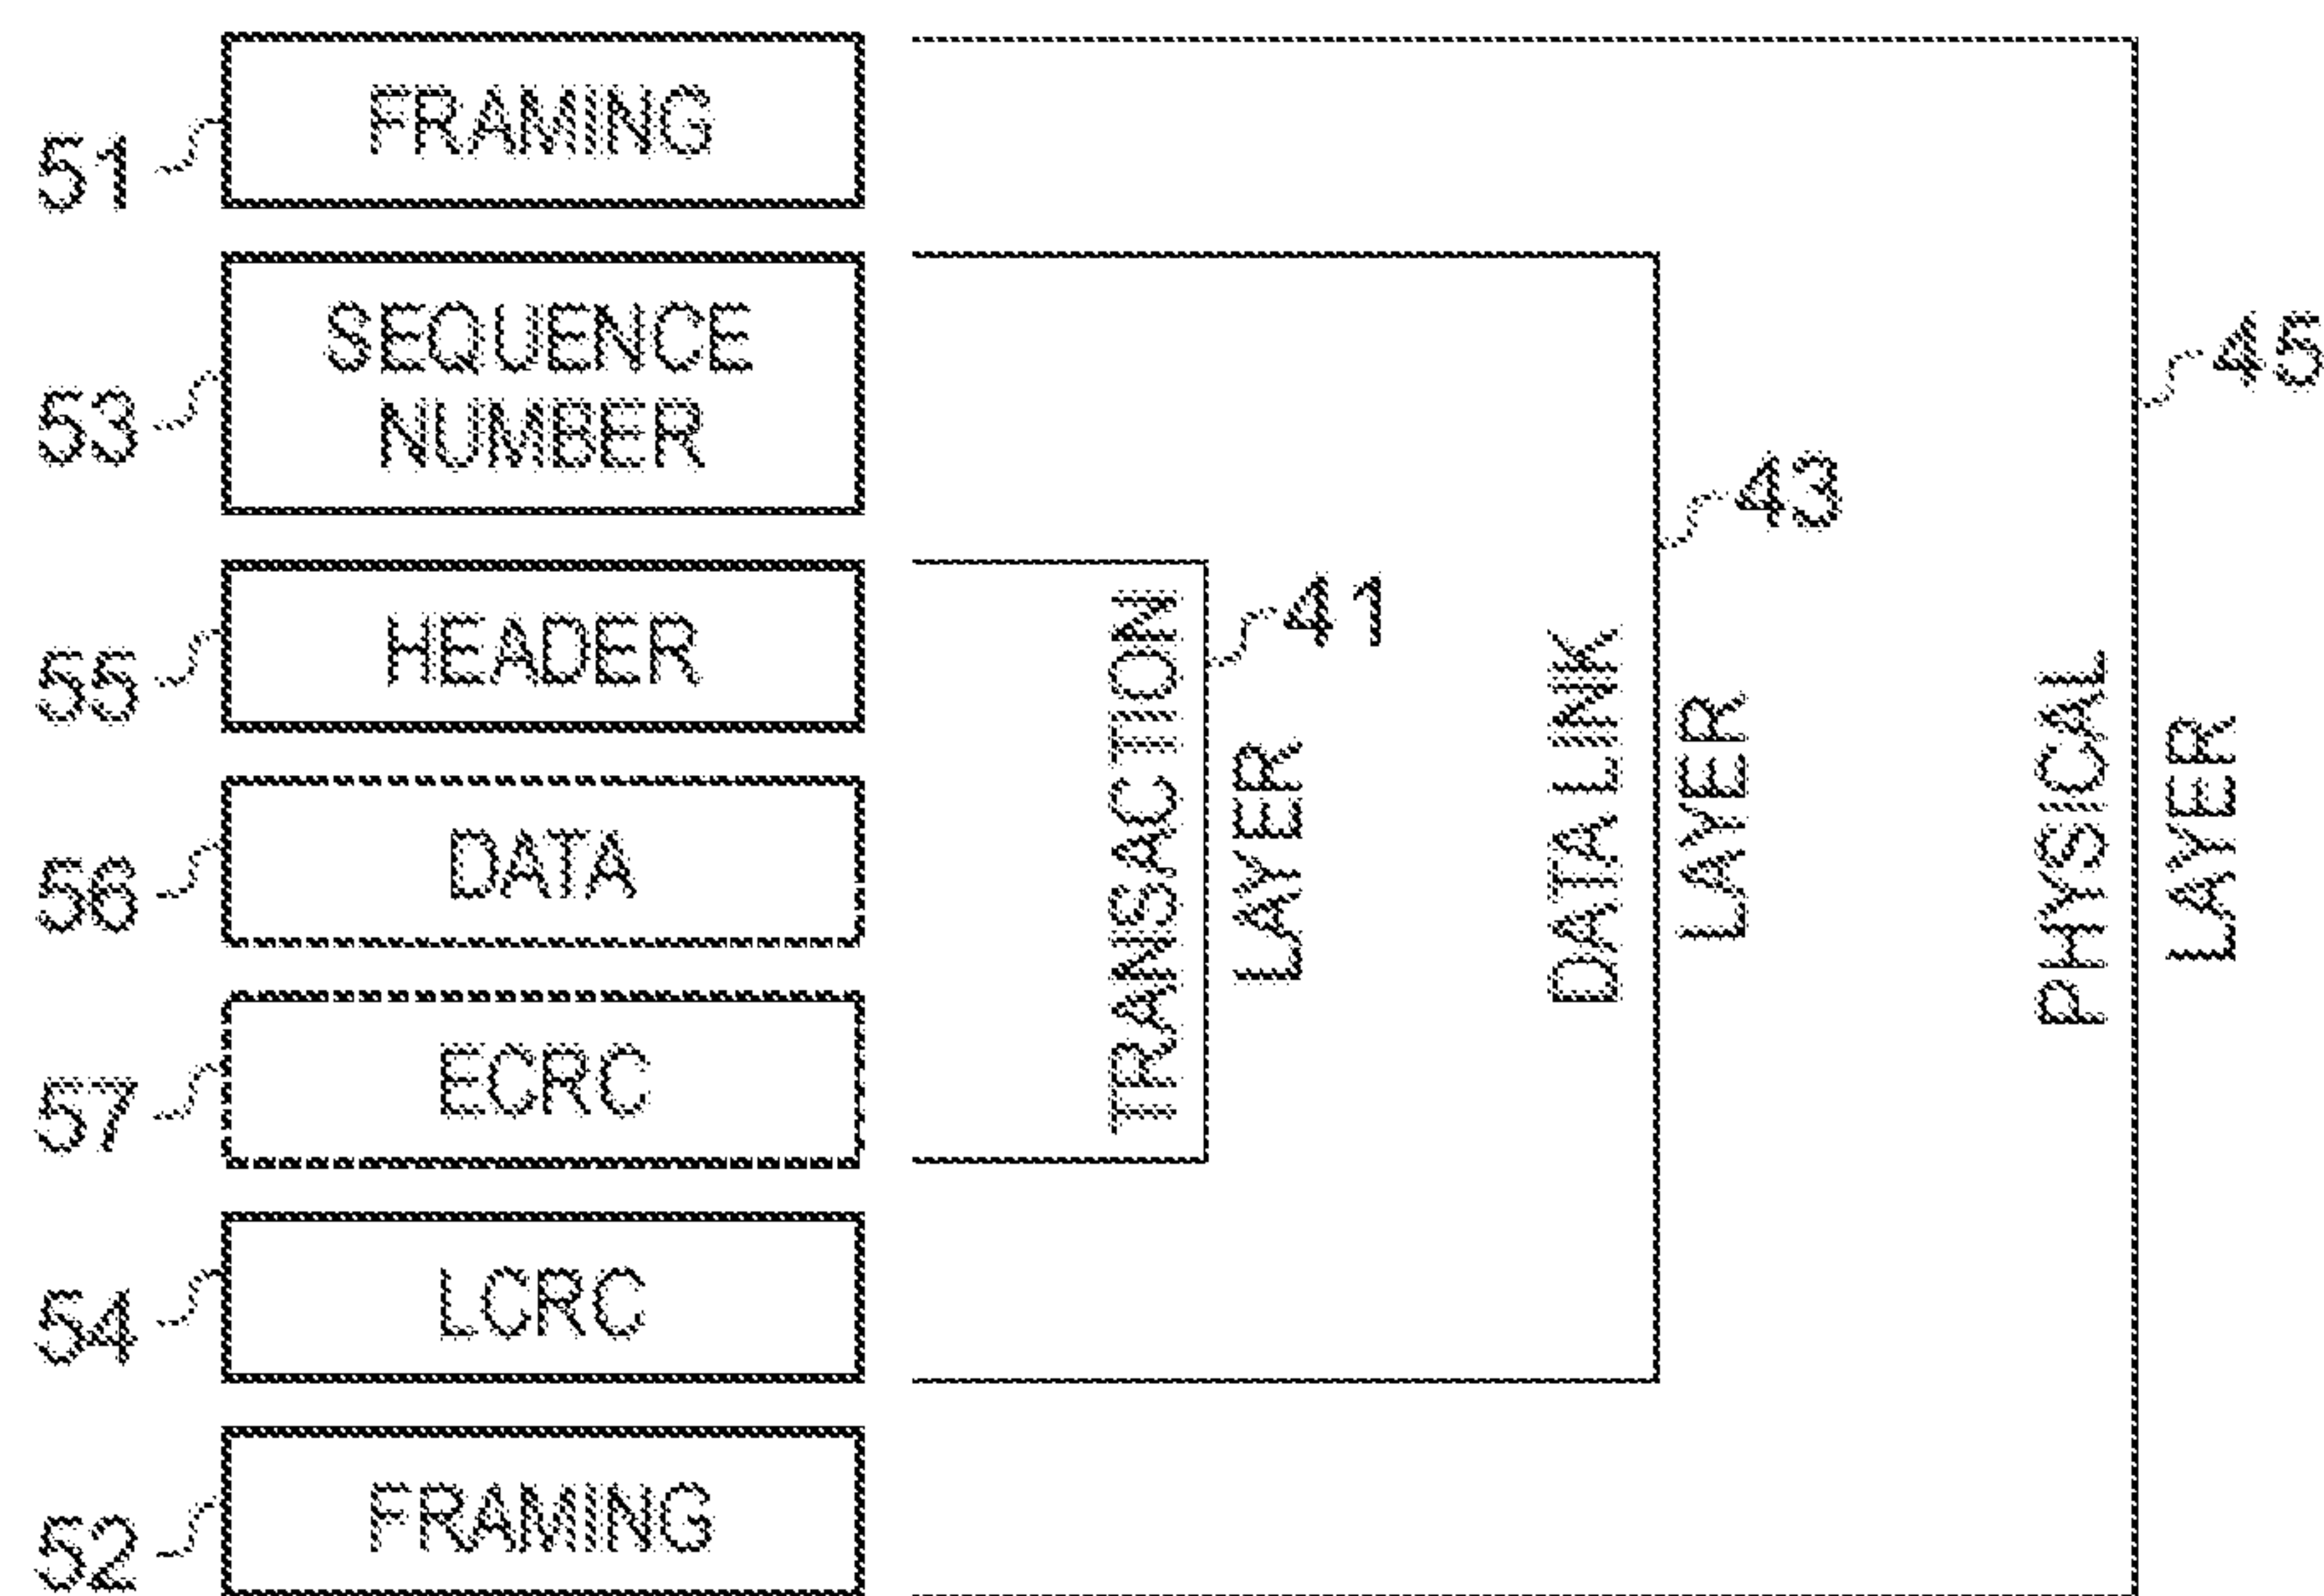 FRAMING
51
SEQUENCE
NUMBER
53
45
43
HEADER
55
41
TRANSACTION
LAYER
DATA LINK
LAYER
PHYSICAL
LAYER
DATA
56
ECRC
57
LCRC
54
FRAMING
52